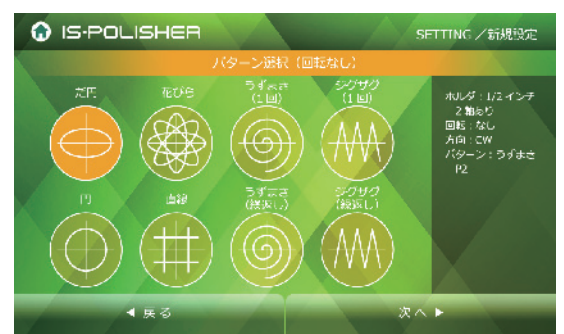 IS-POLISHER
SETTING／新規設定
パターン選択（回転なし）
だ円
花びら
うずまき
（1回）
ジグザグ
（1回）
円
直線
うずまき
（繰返し）
ジグザグ
（繰返し）
ホルダ：1/2インチ
2軸あり
回転：なし
方向：CW
パターン：うずまき
P2
◀ 戻る
次へ ▶